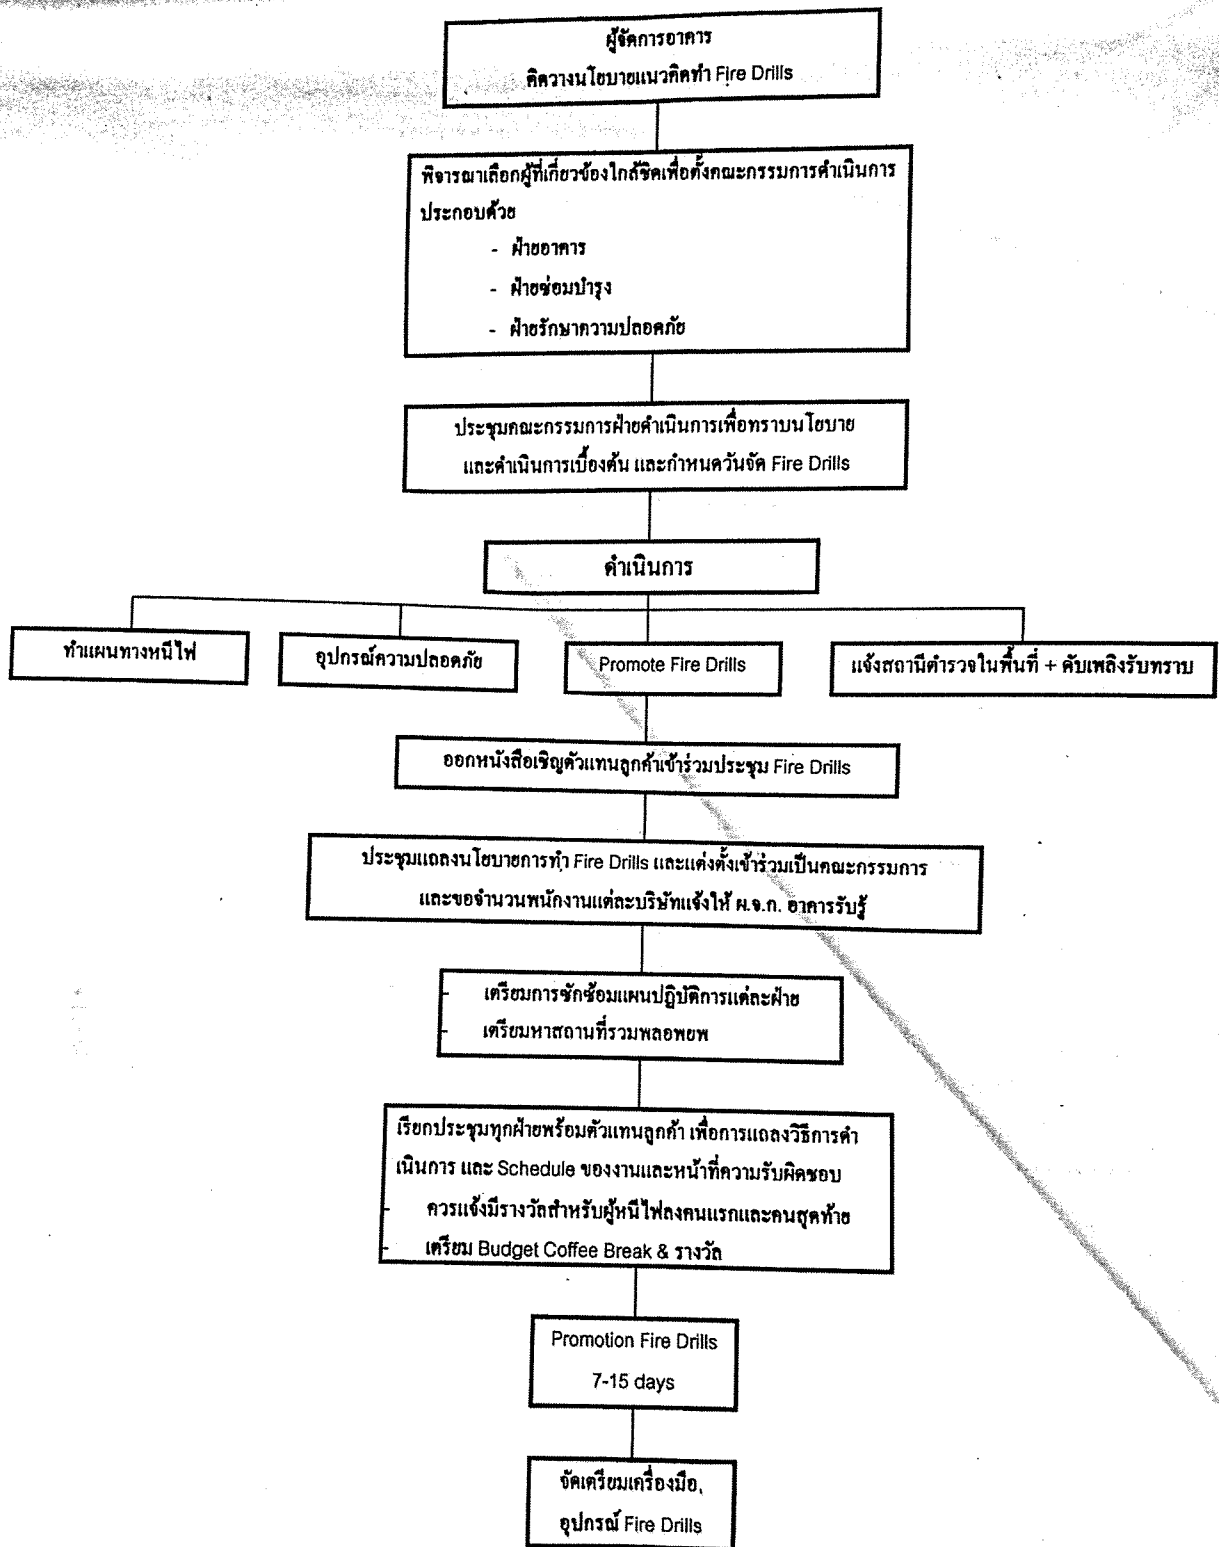 ผู้จัดการอาคาร
คิดวางนโยบายแนวคิดทำ Fire Drills
พิจารณาเลือกผู้ที่เกี่ยวข้องใกล้ชิดเพื่อตั้งคณะกรรมการดำเนินการ
ประกอบด้วย
- ฝ่ายอาคาร
- ฝ่ายซ่อมบำรุง
- ฝ่ายรักษาความปลอดภัย
ประชุมคณะกรรมการฝ่ายดำเนินการเพื่อทราบนโยบาย
และดำเนินการเบื้องต้น และกำหนดวันจัด Fire Drills
ดำเนินการ
ทำแผนทางหนีไฟ
อุปกรณ์ความปลอดภัย
Promote Fire Drills
แจ้งสถานีตำรวจในพื้นที่ + ดับเพลิงรับทราบ
ออกหนังสือเชิญตัวแทนลูกค้าเข้าร่วมประชุม Fire Drills
ประชุมแถลงนโยบายการทำ Fire Drills และแต่งตั้งเข้าร่วมเป็นคณะกรรมการ
และขอจำนวนพนักงานแต่ละบริษัทแจ้งให้ ผ.จ.ก. อาคารรับรู้
- เตรียมการซักซ้อมแผนปฏิบัติการแต่ละฝ่าย
- เตรียมหาสถานที่รวมพลอพยพ
เรียกประชุมทุกฝ่ายพร้อมตัวแทนลูกค้า เพื่อการแถลงวิธีการดำ
เนินการ และ Schedule ของงานและหน้าที่ความรับผิดชอบ
- ควรแจ้งมีรางวัลสำหรับผู้หนีไฟลงคนแรกและคนสุดท้าย
- เตรียม Budget Coffee Break & รางวัล
Promotion Fire Drills
7-15 days
จัดเตรียมเครื่องมือ,
อุปกรณ์ Fire Drills